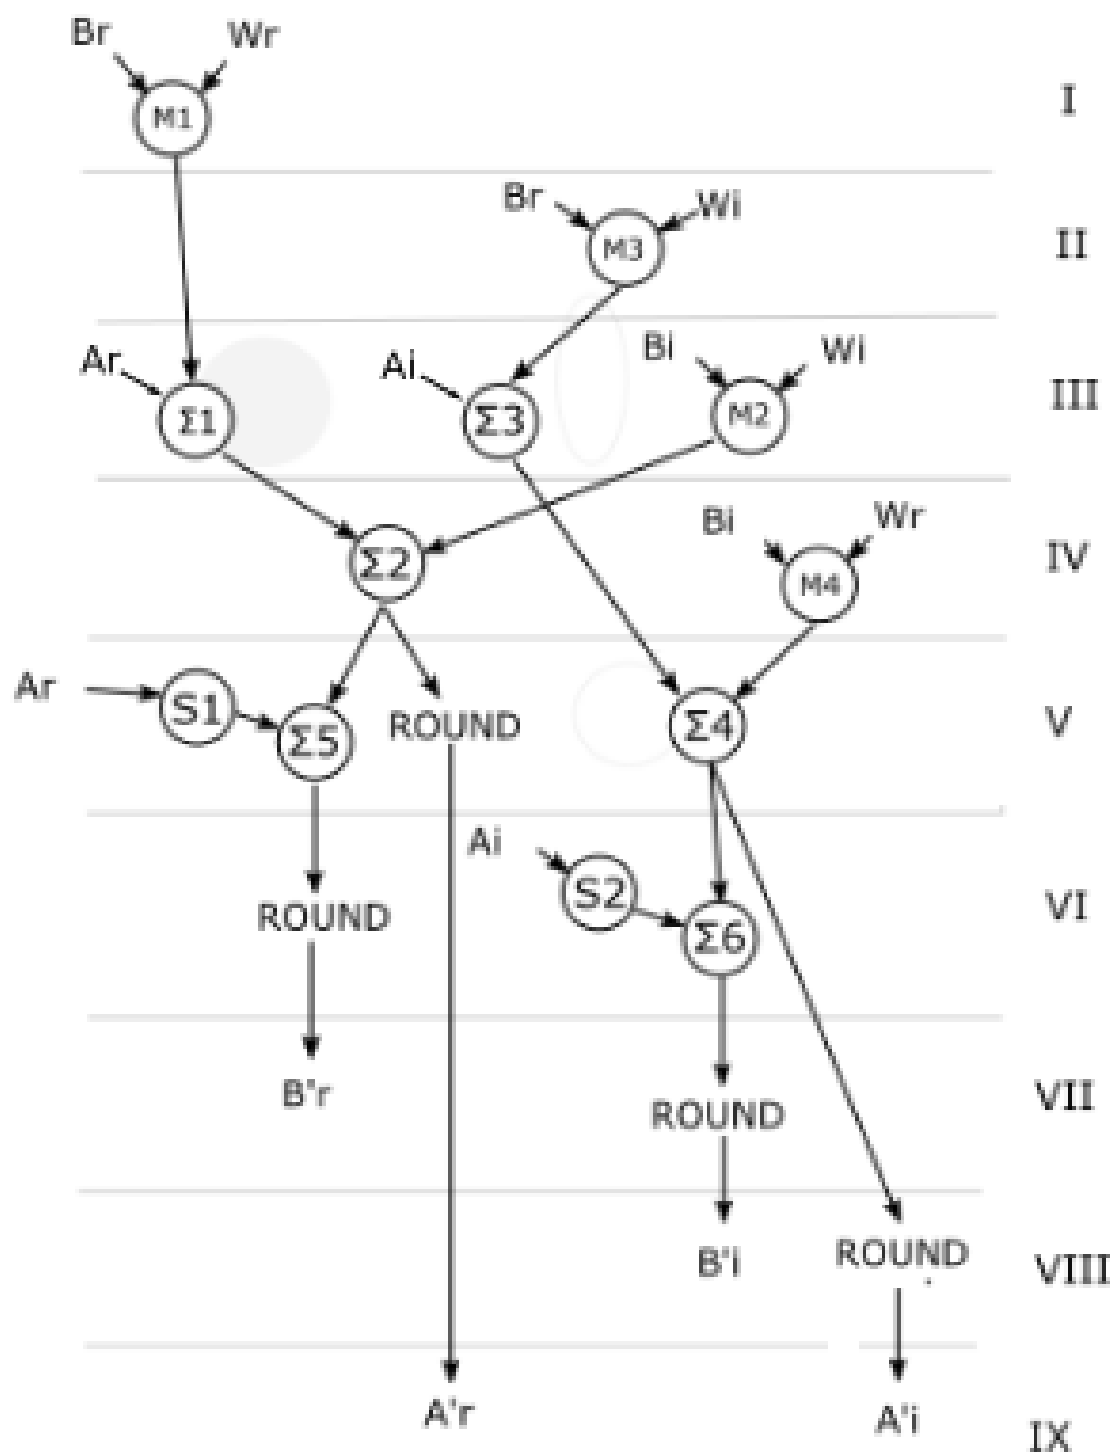 Br Wr
M1
I
Br Wi
M3
II
Ar Ai Bi Wi
Σ1 Σ3 M2
III
Bi Wr
Σ2 M4
IV
Ar S1 Σ5 ROUND Σ4
V
Ai
S2
ROUND Σ6
VI
B'r ROUND
VII
B'i ROUND
VIII
A'r A'i
IX